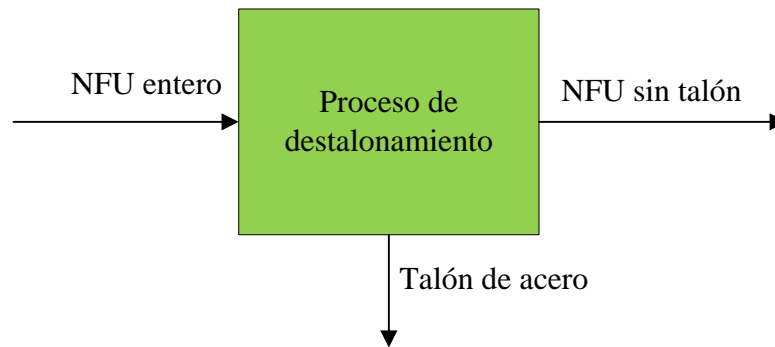 NFU entero
Proceso de
destalonamiento
NFU sin talón
Talón de acero